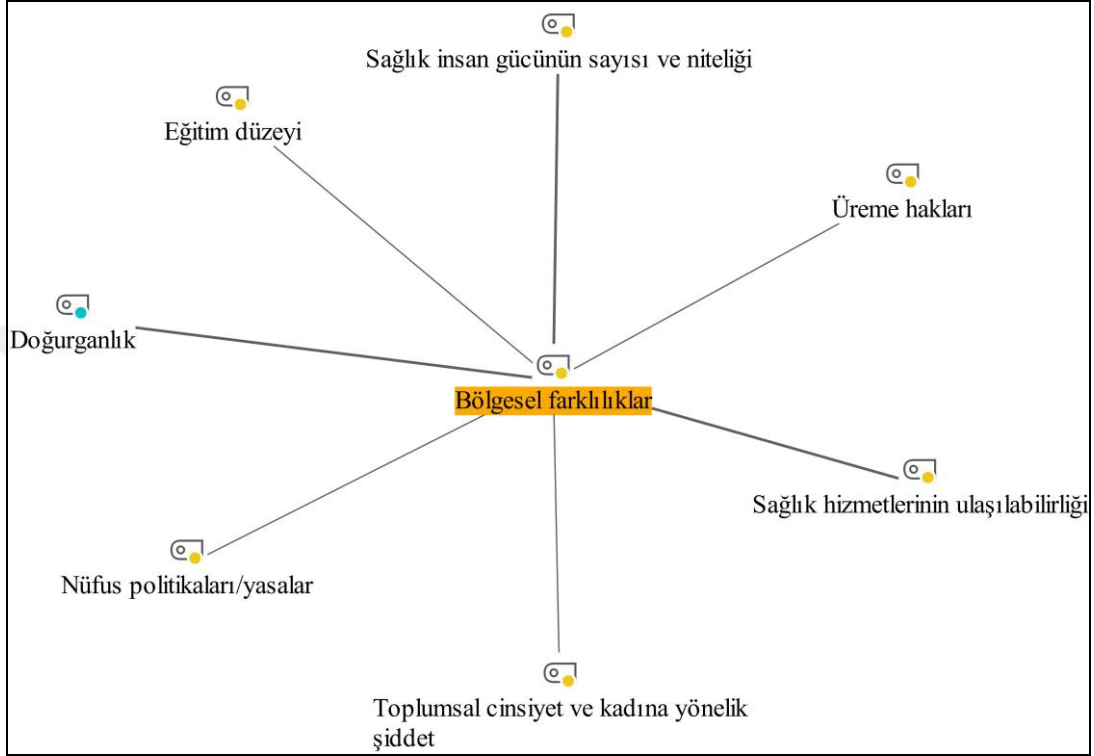 Sağlık insan gücünün sayısı ve niteliği
Eğitim düzeyi
Üreme hakları
Doğurganlık
Bölgesel farklılıklar
Sağlık hizmetlerinin ulaşılabilirliği
Nüfus politikaları/yasalar
Toplumsal cinsiyet ve kadına yönelik
şiddet